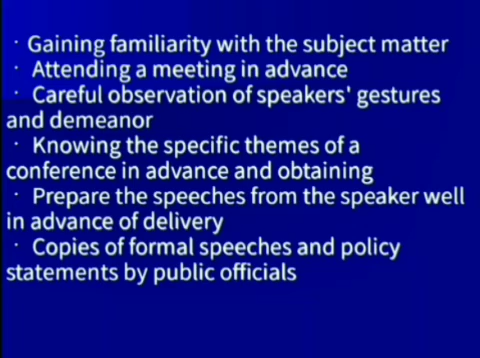 · Gaining familiarity with the subject matter
· Attending a meeting in advance
· Careful observation of speakers' gestures
and demeanor
· Knowing the specific themes of a
conference in advance and obtaining
· Prepare the speeches from the speaker well
in advance of delivery
· Copies of formal speeches and policy
statements by public officials